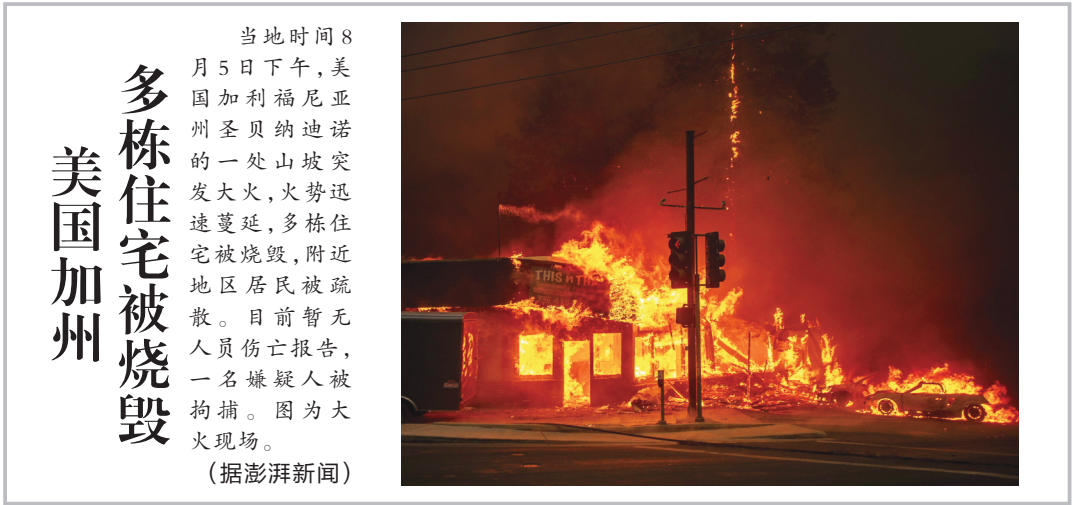 美国加州
多栋住宅被烧毁
当地时间8
月5日下午,美
国加利福尼亚
州圣贝纳迪诺
的一处山坡突
发大火,火势迅
速蔓延,多栋住
宅被烧毁,附近
地区居民被疏
散。目前暂无
人员伤亡报告,
一名嫌疑人被
拘捕。图为大
火现场。
(据澎湃新闻)
THIS n TH